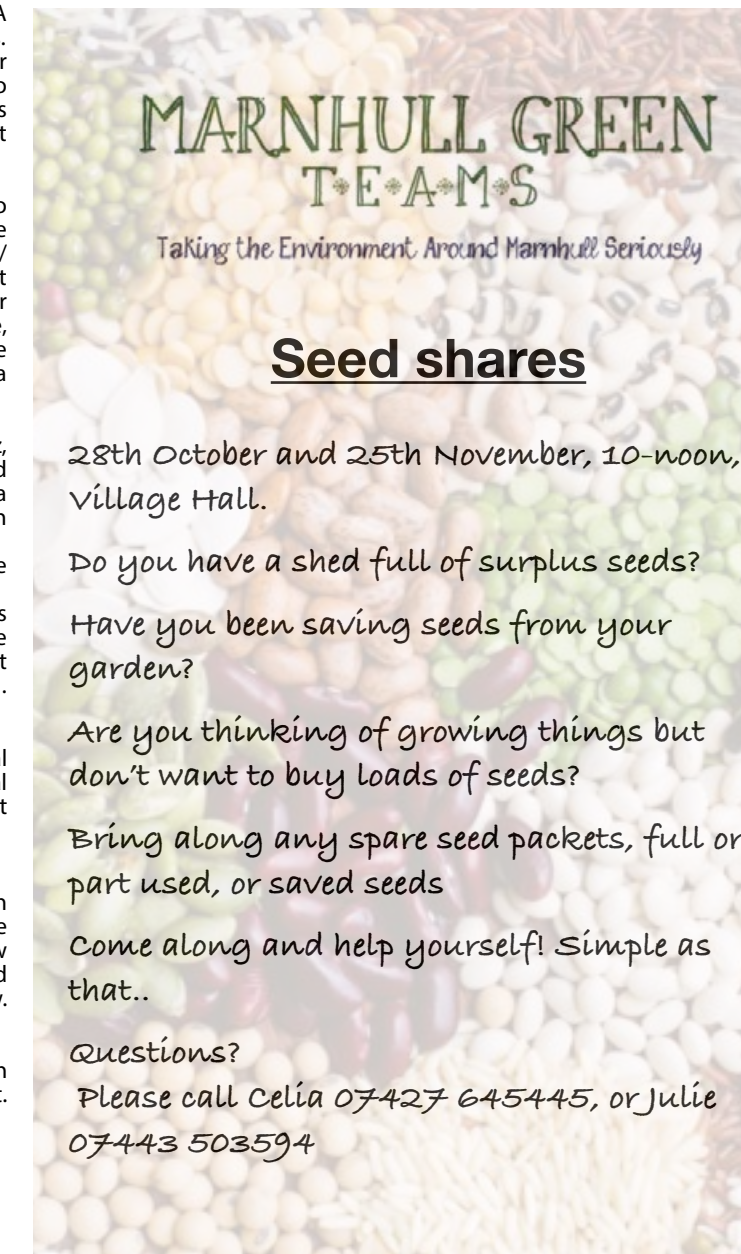 MARNHULL GREEN
T*E*A*M*S
Taking the Environment Around Marnhull Seriously
Seed shares
28th October and 25th November, 10-noon,
Village Hall.
Do you have a shed full of surplus seeds?
Have you been saving seeds from your
garden?
Are you thinking of growing things but
don't want to buy loads of seeds?
Bring along any spare seed packets, full or
part used, or saved seeds
Come along and help yourself! Simple as
that..
Questions?
Please call Celia 07427 645445, or Julie
07443 503594